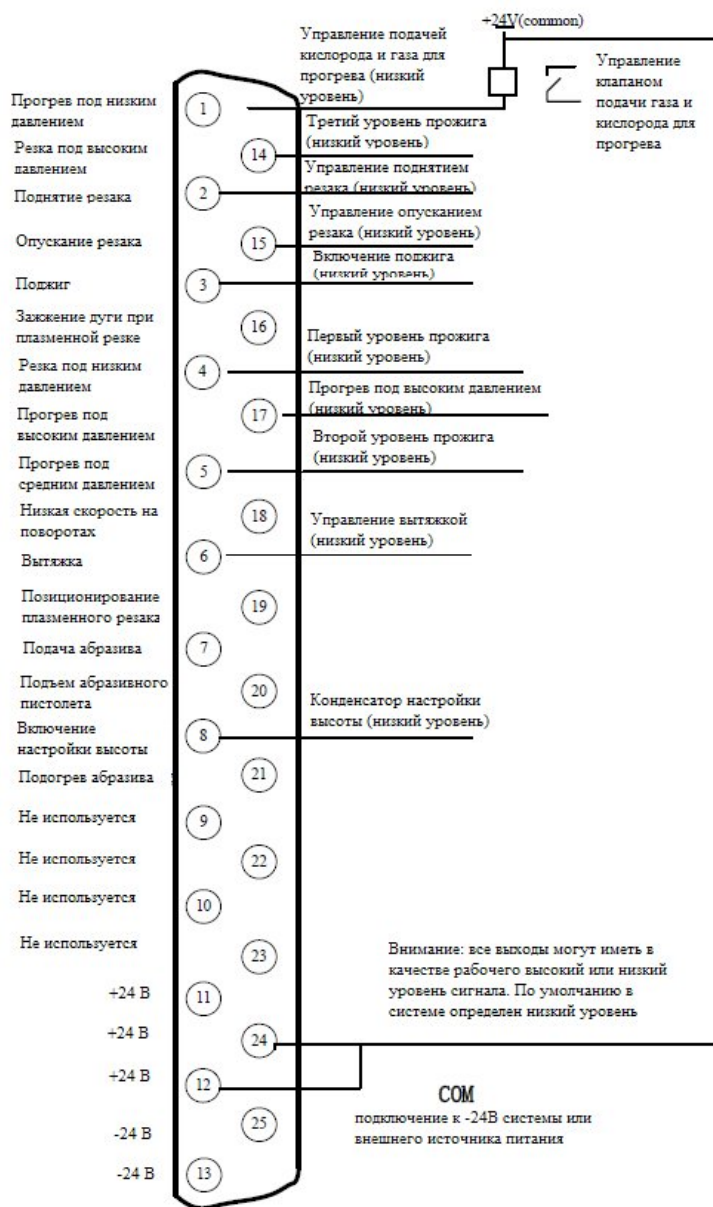 +24V(common)
Управление подачей
кислорода и газа для
прогрева (низкий
уровень)
Управление
клапаном
подачи газа и
кислорода для
прогрева
Прогрев под низким
давлением
1
Третий уровень прожига
(низкий уровень)
Резка под высоким
давлением
14
Управление поднятием
резака (низкий уровень)
Поднятие резака
2
Управление опусканием
резака (низкий уровень)
Опускание резака
15
Включение поджига
(низкий уровень)
Поджиг
3
Зажжение дуги при
плазменной резке
16
Первый уровень прожига
(низкий уровень)
Резка под низким
давлением
4
Прогрев под высоким давлением
(низкий уровень)
Прогрев под
высоким давлением
17
Второй уровень прожига
(низкий уровень)
Прогрев под
средним давлением
5
Низкая скорость на
поворотах
18
Управление вытяжкой
(низкий уровень)
Вытяжка
6
Позиционирование
плазменного резака
19
Подача абразива
7
Подъем абразивного
пистолета
20
Конденсатор настройки
высоты (низкий уровень)
Включение
настройки высоты
8
Подогрев абразива
21
Не используется
9
Не используется
22
Не используется
10
Не используется
23
Внимание: все выходы могут иметь в
качестве рабочего высокий или низкий
уровень сигнала. По умолчанию в
системе определен низкий уровень
+24 В
11
+24 В
24
+24 В
12
COM
подключение к -24В системы или
внешнего источника питания
-24 В
25
-24 В
13